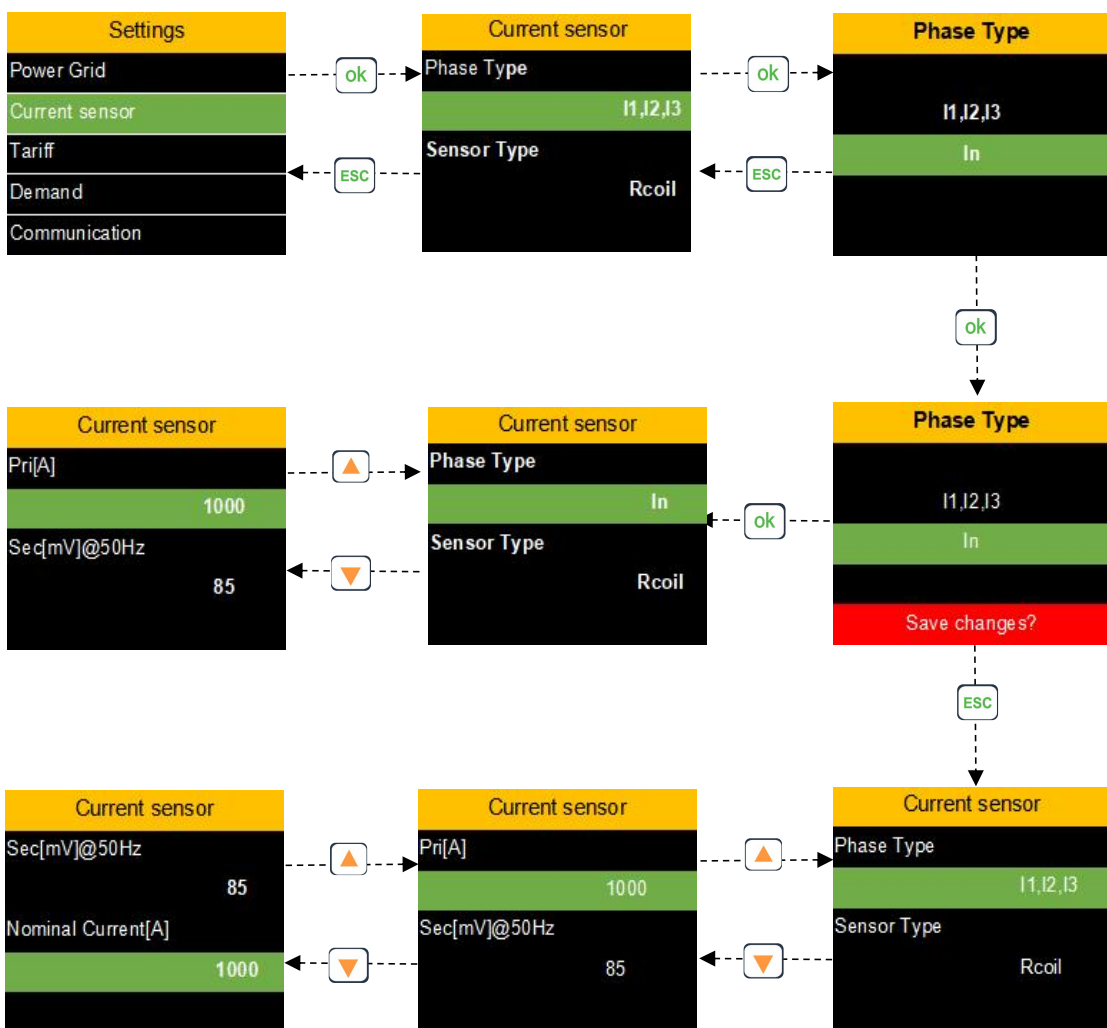 Settings
Power Grid
Current sensor
Tariff
Demand
Communication
ok
ESC
Current sensor
Phase Type
I1,I2,I3
Sensor Type
Rcoil
ok
ESC
Phase Type
I1,I2,I3
In
ok
Current sensor
Pri[A]
1000
Sec[mV]@50Hz
85
Current sensor
Phase Type
In
Sensor Type
Rcoil
ok
Phase Type
I1,I2,I3
In
Save changes?
ESC
Current sensor
Sec[mV]@50Hz
85
Nominal Current[A]
1000
Current sensor
Pri[A]
1000
Sec[mV]@50Hz
85
Current sensor
Phase Type
I1,I2,I3
Sensor Type
Rcoil